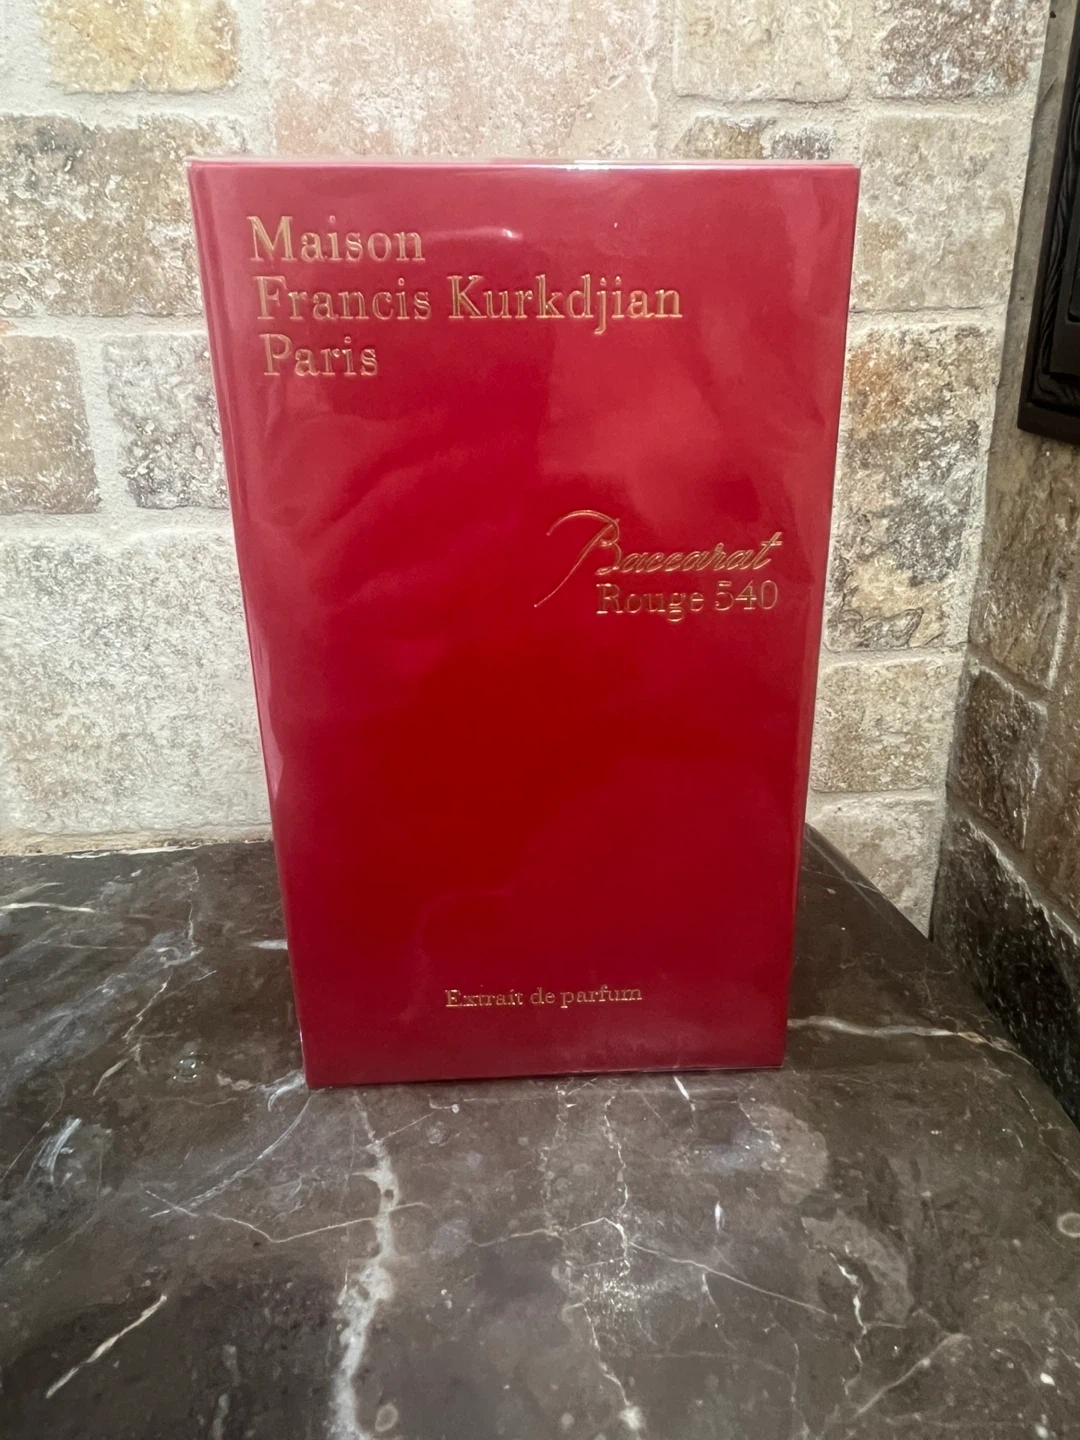 Maison
Francis Kurkdjian
Paris
Baccarat
Rouge 540
Extrait de parfum